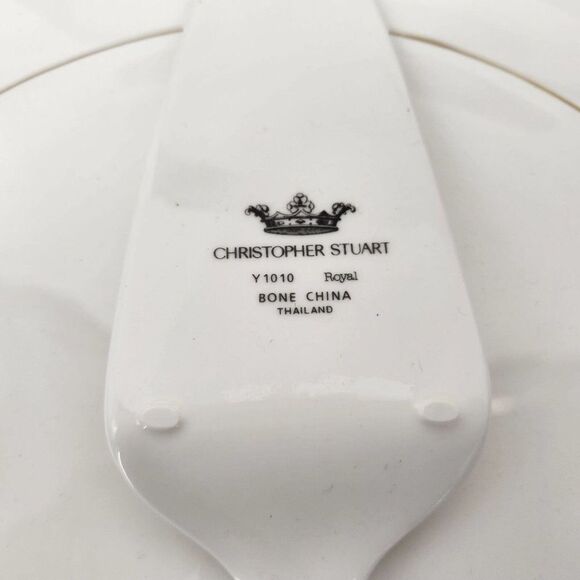 CHRISTOPHER STUART
Y1010 Royal
BONE CHINA
THAILAND